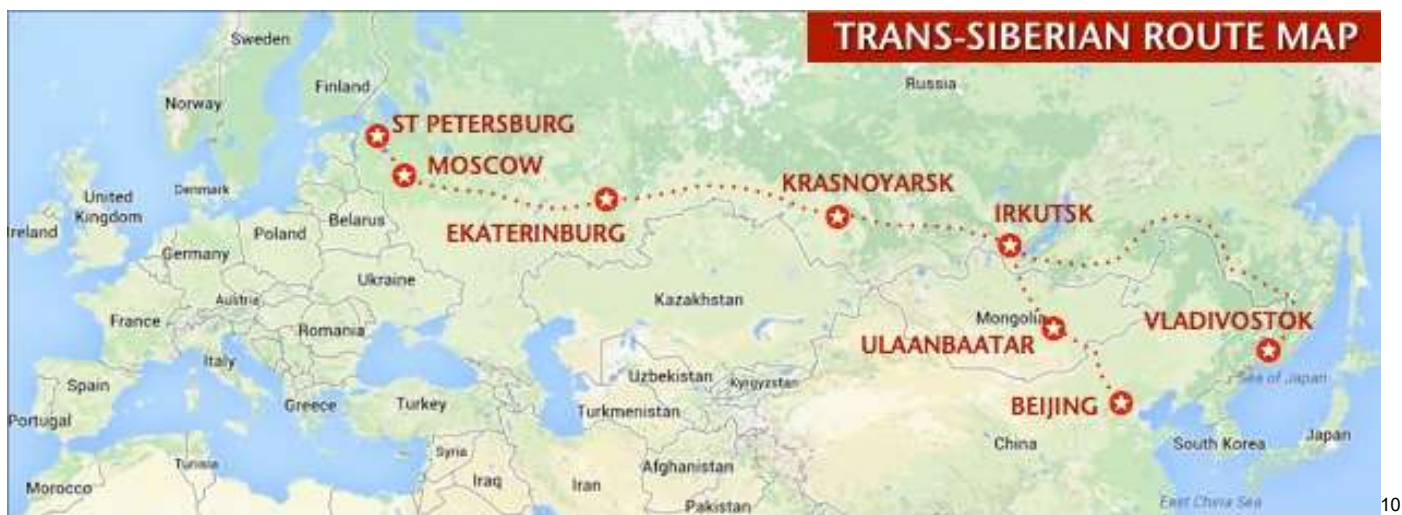 TRANS-SIBERIAN ROUTE MAP
Sweden
Russia
Finland
Norway
ST PETERSBURG
MOSCOW
KRASNOYARSK
Denmark
United
Kingdom
Ireland
IRKUTSK
Belarus
EKATERINBURG
Poland
Germany
Ukraine
Austria
Kazakhstan
France
Romania
Mongolia
VLADIVOSTOK
ULAANBAATAR
Italy
Uzbekistan
Kyrgyzstan
Sea of Japan
Spain
Greece
Turkey
Turkmenistan
BEIJING
Portugal
China
South Korea
Japan
Syria
Tunisia
Afghanistan
Iraq
Iran
Morocco
Pakistan
East China Sea
10